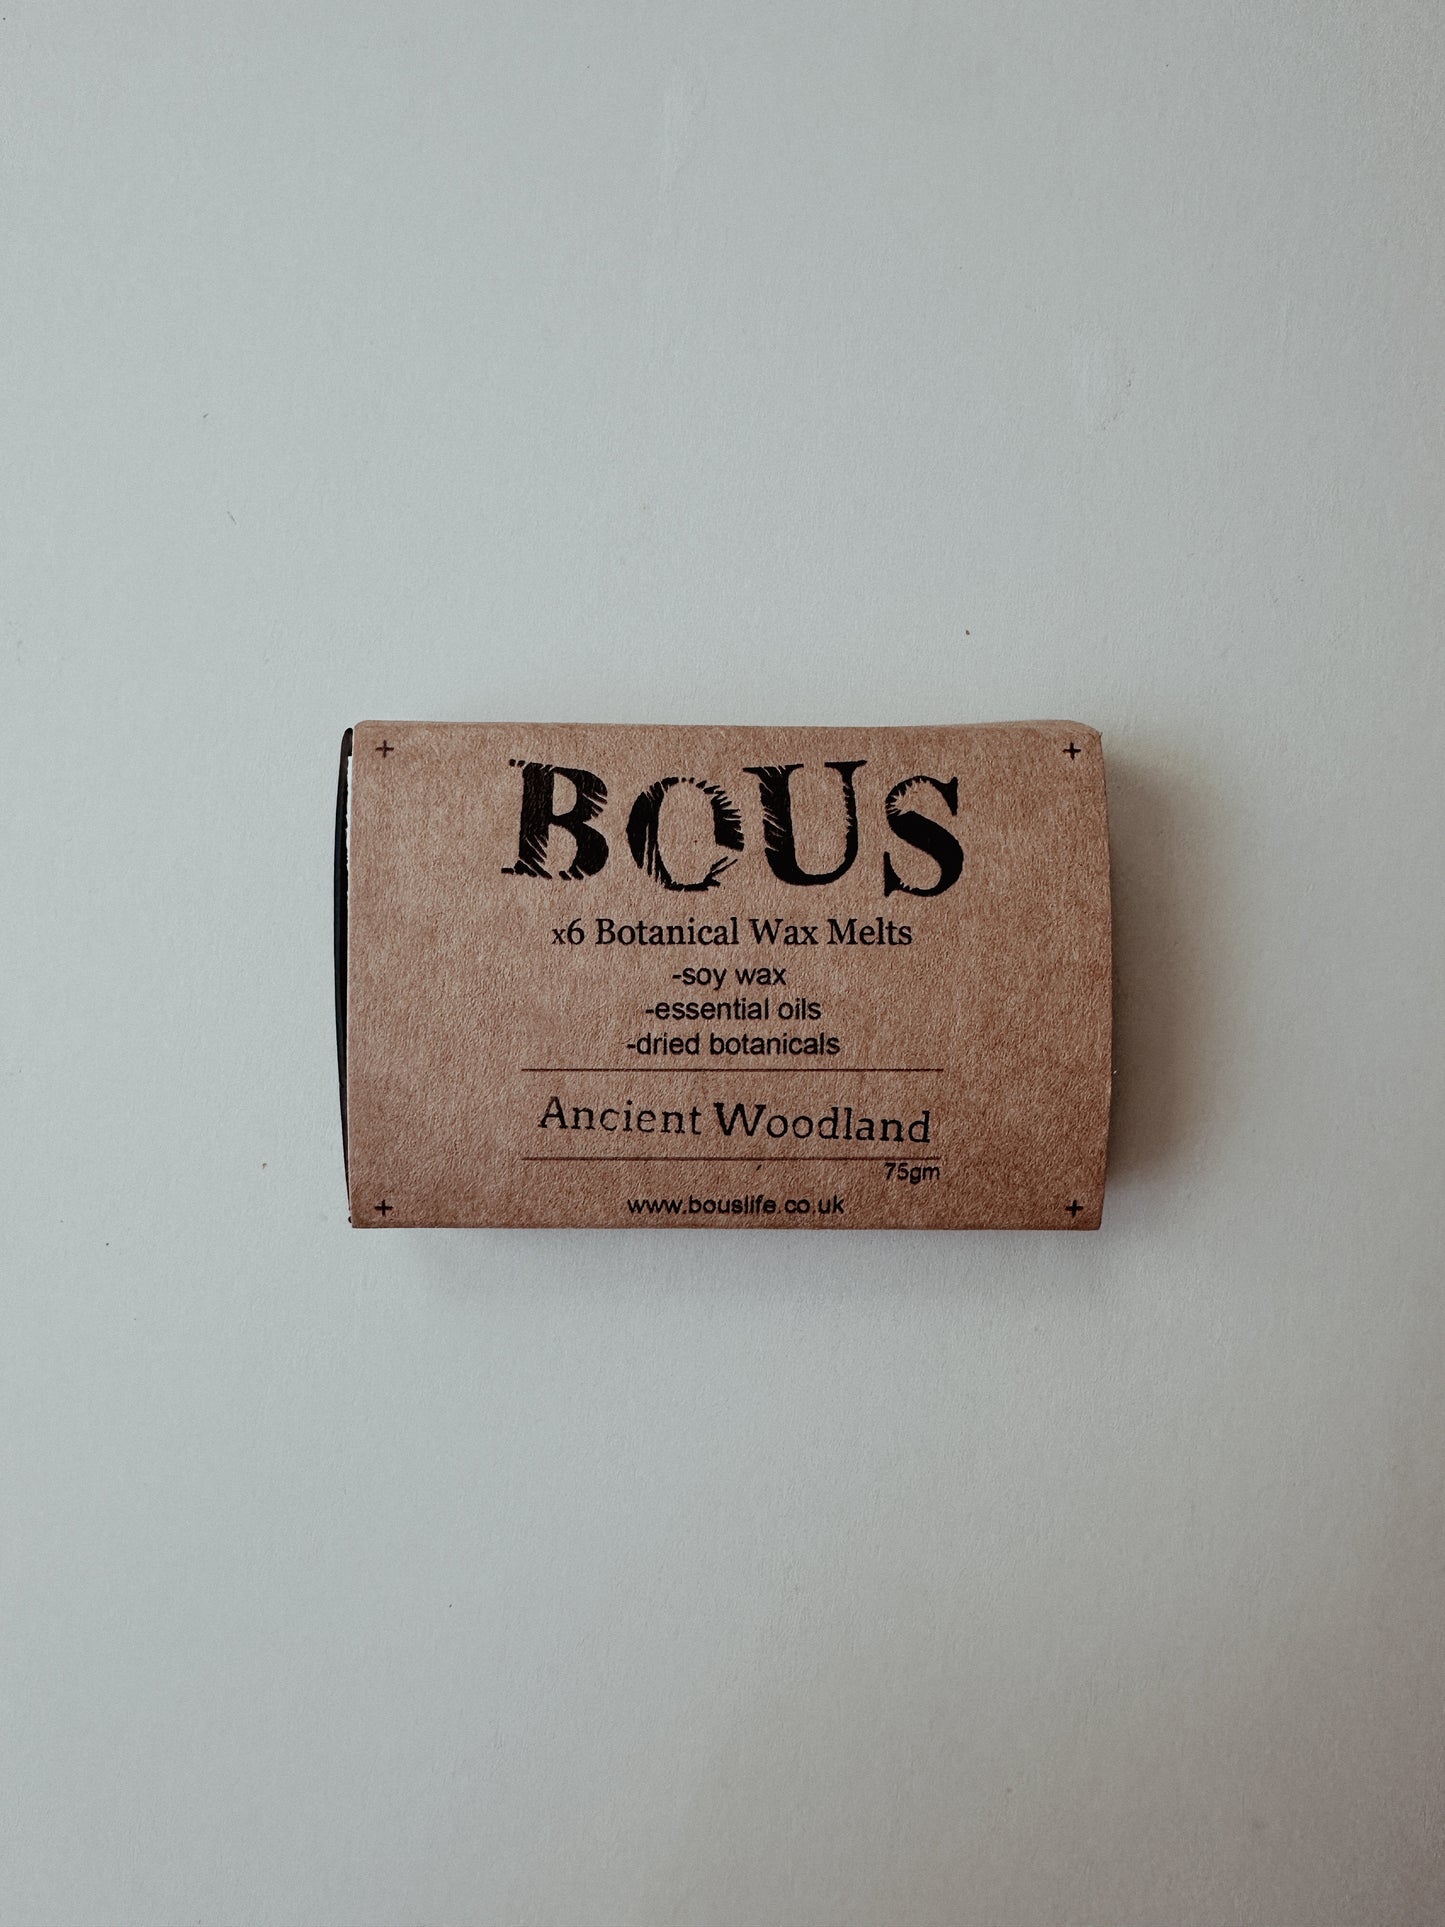 BOUS
x6 Botanical Wax Melts
-soy wax
-essential oils
-dried botanicals
Ancient Woodland
75gm
www.bouslife.co.uk